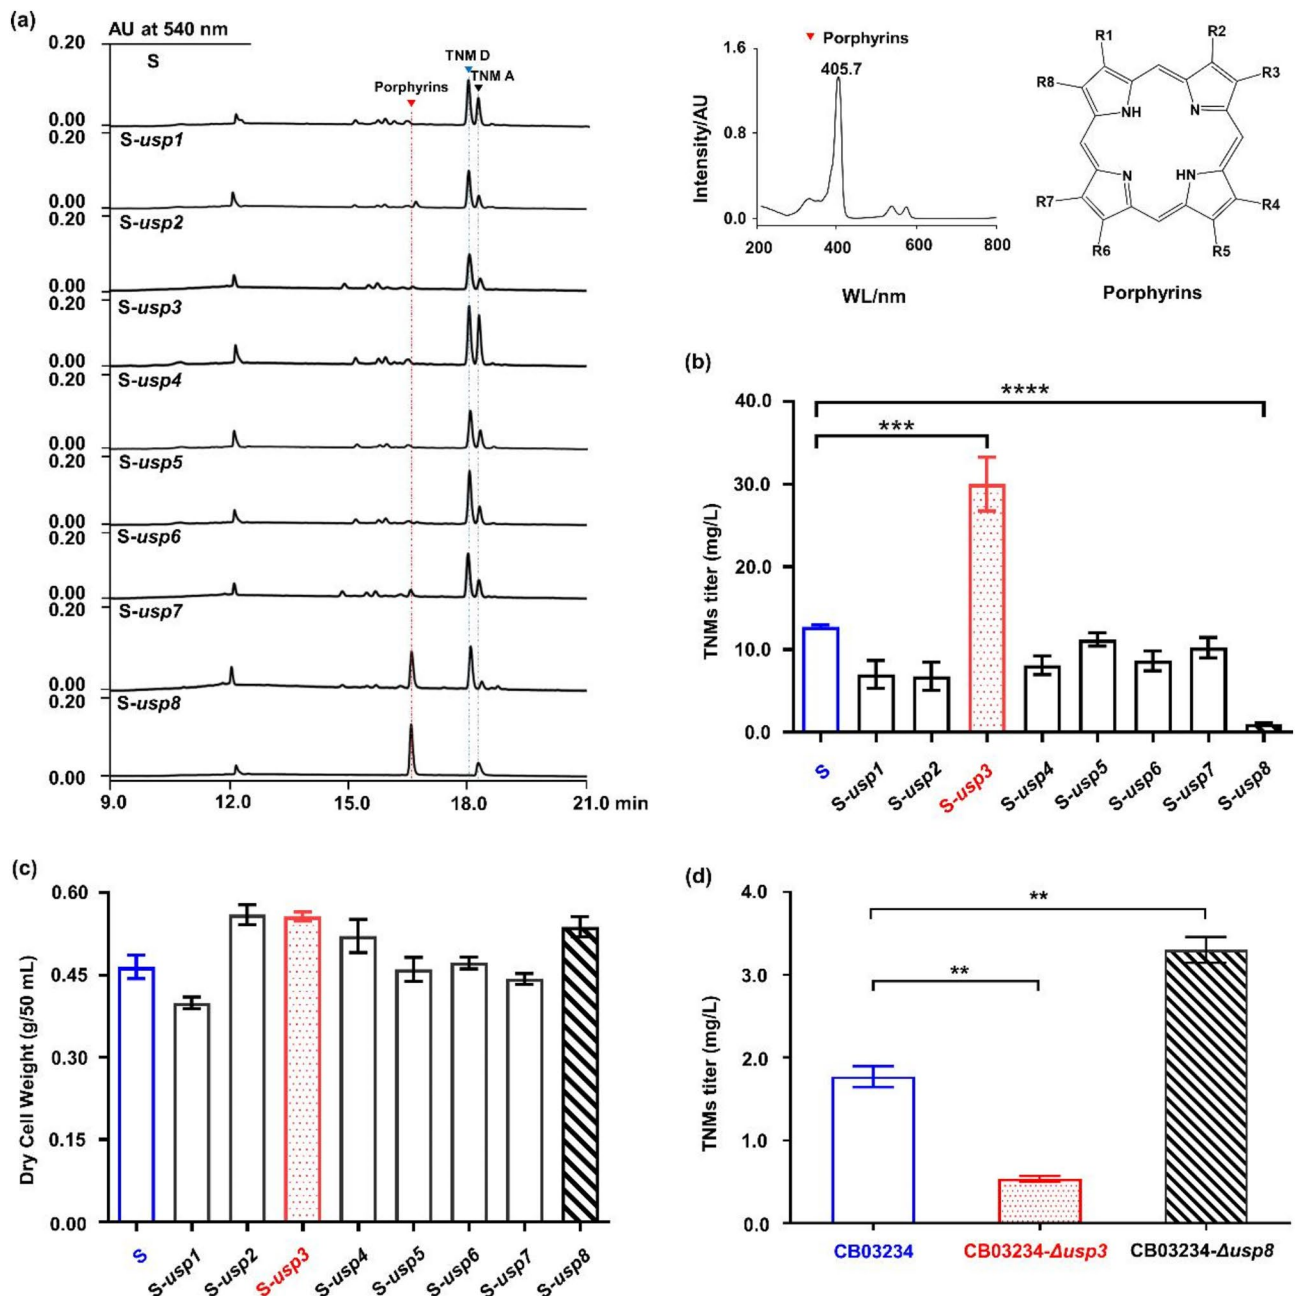 (a)
AU at 540 nm
0.20
S
TNM D
TNM A
Porphyrins
0.00
0.20
S-usp1
0.00
0.20
S-usp2
0.00
0.20
S-usp3
0.00
0.20
S-usp4
0.00
0.20
S-usp5
0.00
0.20
S-usp6
0.00
0.20
S-usp7
0.00
0.20
S-usp8
0.00
9.0 12.0 15.0 18.0 21.0 min
Porphyrins
405.7
1.6
0.8
0.0
Intensity/AU
200 400 600 800
WL/nm
R1 R2
R8 R3
NH N
N HN
R7 R4
R6 R5
Porphyrins
(b)
****
***
40.0
30.0
20.0
10.0
0.0
TNMs titer (mg/L)
S S-usp1 S-usp2 S-usp3 S-usp4 S-usp5 S-usp6 S-usp7 S-usp8
(c)
0.60
0.45
0.30
0.15
0.00
Dry Cell Weight (g/50 mL)
S S-usp1 S-usp2 S-usp3 S-usp4 S-usp5 S-usp6 S-usp7 S-usp8
(d)
**
**
4.0
3.0
2.0
1.0
0.0
TNMs titer (mg/L)
CB03234 CB03234-Δusp3 CB03234-Δusp8